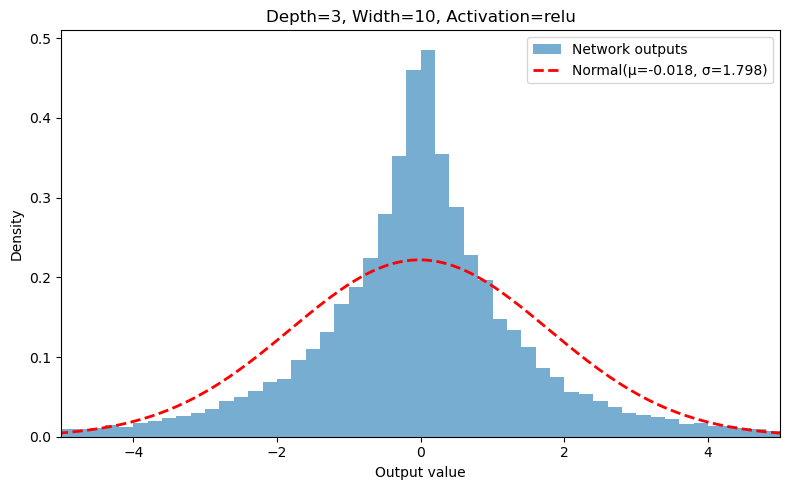 Depth=3, Width=10, Activation=relu
Network outputs
Normal(μ=-0.018, σ=1.798)
0.5
0.4
0.3
0.2
0.1
0.0
Density
−4
−2
0
2
4
Output value